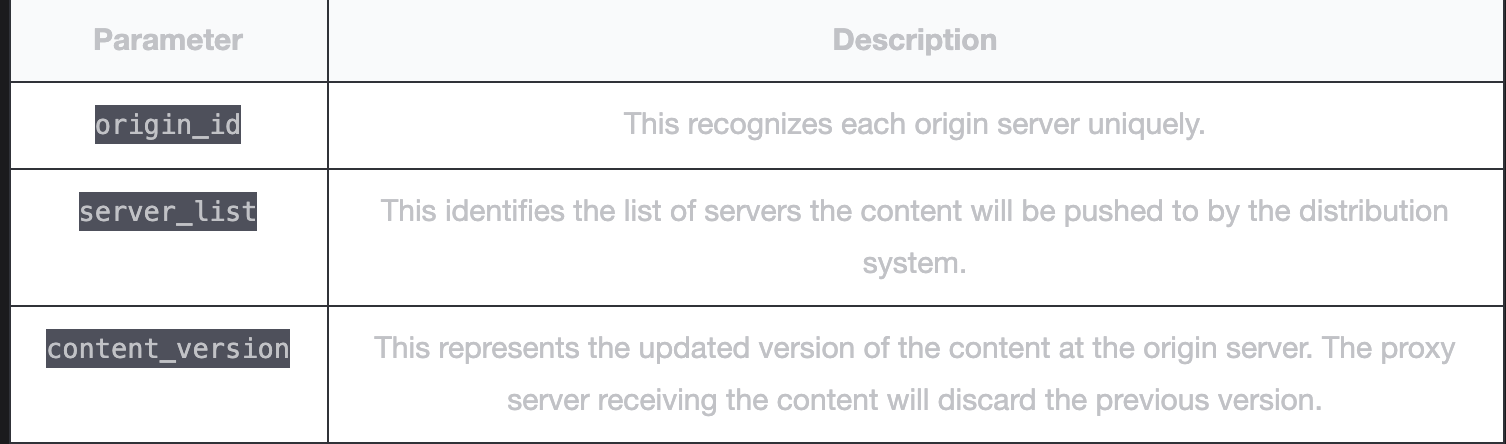 Parameter Description
origin_id This recognizes each origin server uniquely.
server_list This identifies the list of servers the content will be pushed to by the distribution
system.
content_version This represents the updated version of the content at the origin server. The proxy
server receiving the content will discard the previous version.